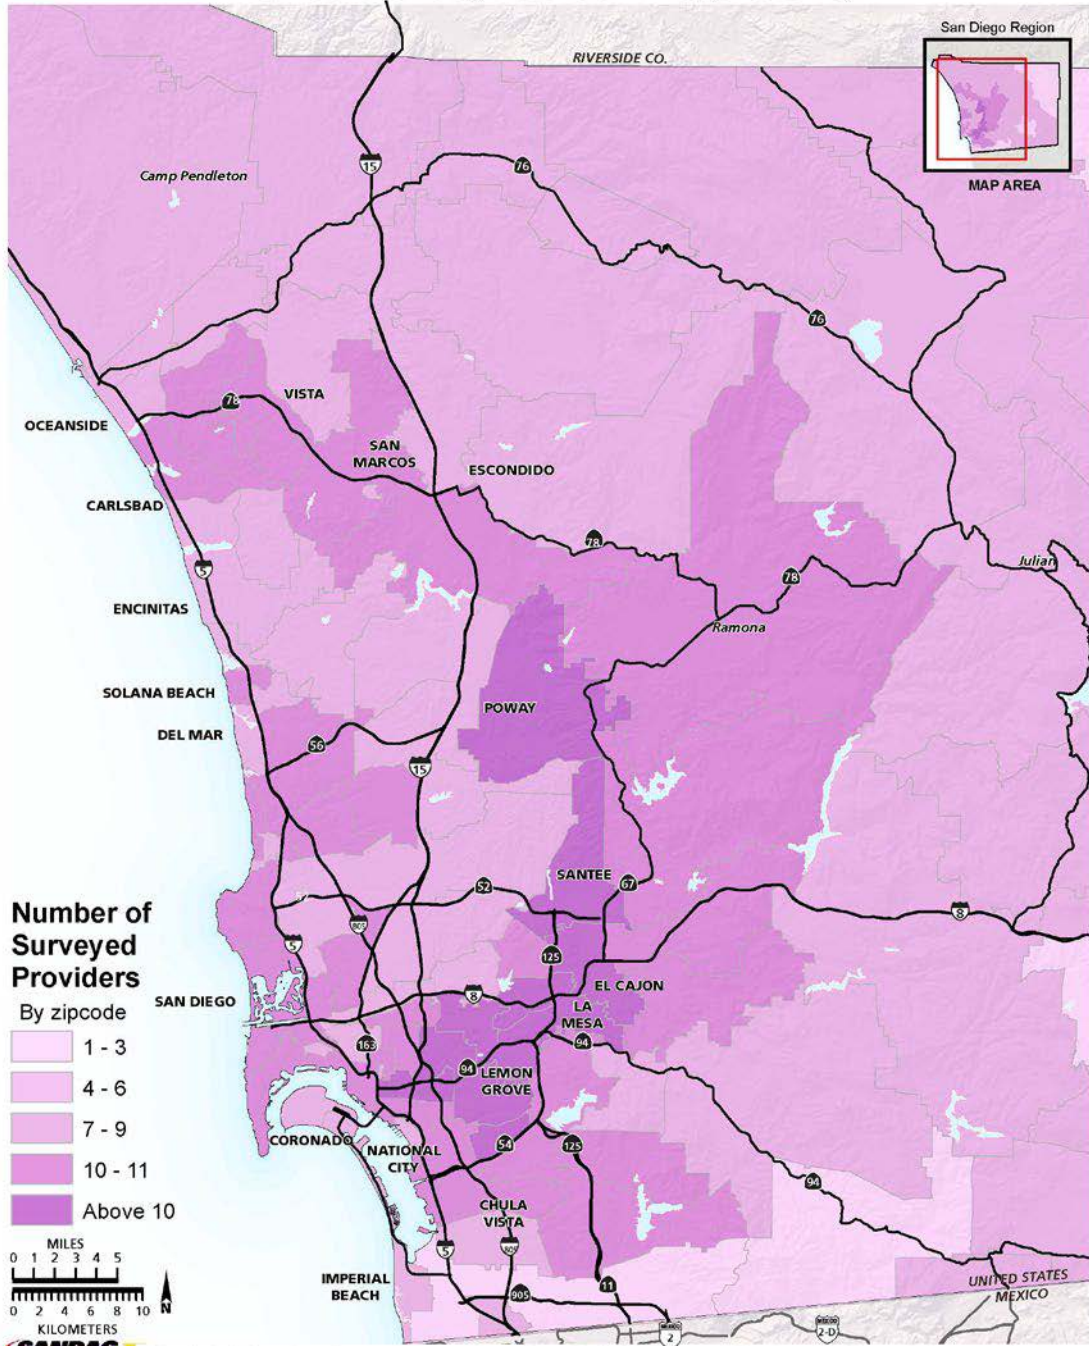 San Diego Region
MAP AREA
RIVERSIDE CO.
Camp Pendleton
15
76
76
VISTA
78
OCEANSIDE
SAN
MARCOS
ESCONDIDO
CARLSBAD
78
5
78
Julian
ENCINITAS
Ramona
SOLANA BEACH
POWAY
DEL MAR
56
15
SANTEE
52
67
805
8
5
125
EL CAJON
SAN DIEGO
8
LA
MESA
163
94
94
LEMON
GROVE
CORONADO
NATIONAL
CITY
54
125
94
CHULA
VISTA
5
805
IMPERIAL
BEACH
905
11
UNITED STATES
MEXICO
MEXICO
2
MEXICO
2-D
Number of
Surveyed
Providers
By zipcode
1 - 3
4 - 6
7 - 9
10 - 11
Above 10
MILES
0 1 2 3 4 5
0 2 4 6 8 10
KILOMETERS
N
SANDAG